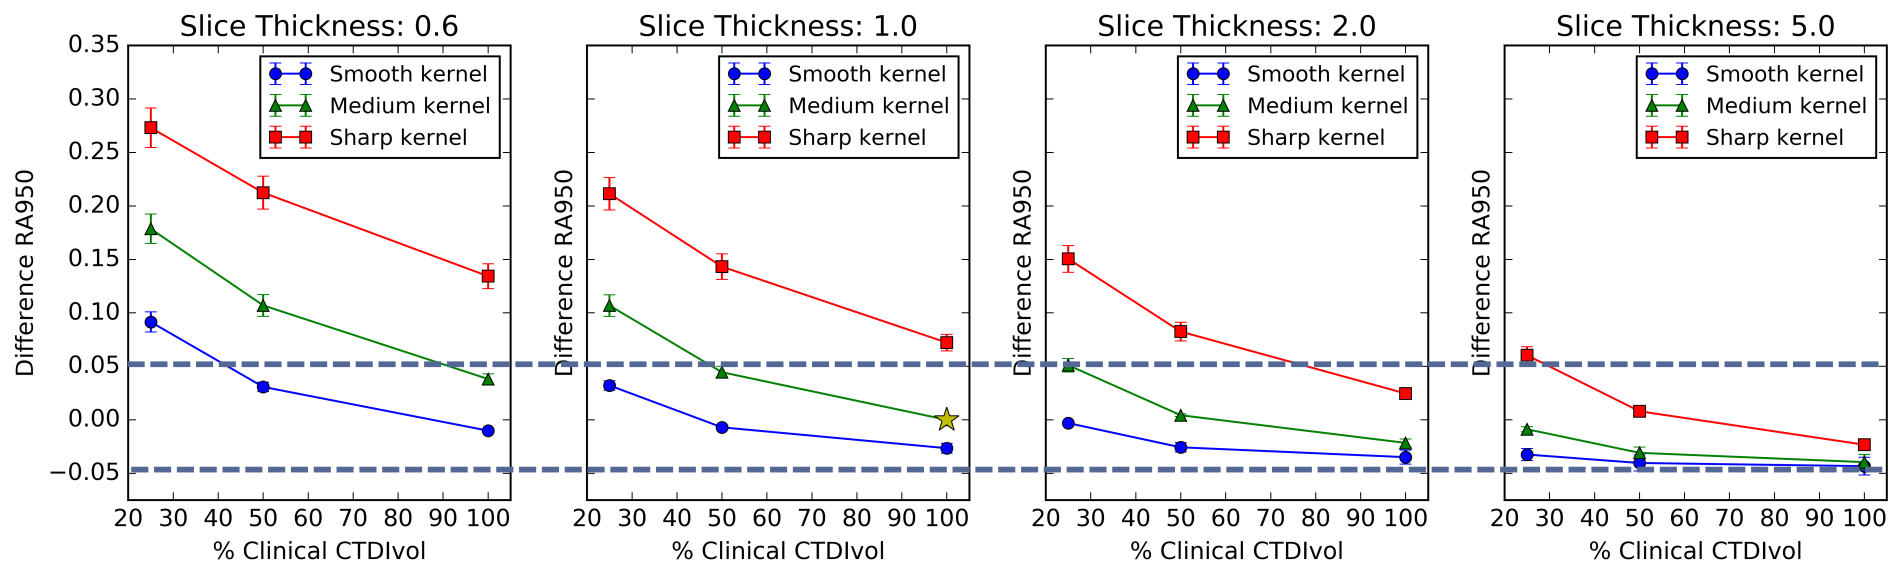 Slice Thickness: 0.6
Slice Thickness: 1.0
Slice Thickness: 2.0
Slice Thickness: 5.0
Difference RA950
0.35
0.30
0.25
0.20
0.15
0.10
0.05
0.00
−0.05
Smooth kernel
Medium kernel
Sharp kernel
20 30 40 50 60 70 80 90 100
% Clinical CTDIvol
Difference RA950
Smooth kernel
Medium kernel
Sharp kernel
20 30 40 50 60 70 80 90 100
% Clinical CTDIvol
Difference RA950
Smooth kernel
Medium kernel
Sharp kernel
20 30 40 50 60 70 80 90 100
% Clinical CTDIvol
Difference RA950
Smooth kernel
Medium kernel
Sharp kernel
20 30 40 50 60 70 80 90 100
% Clinical CTDIvol